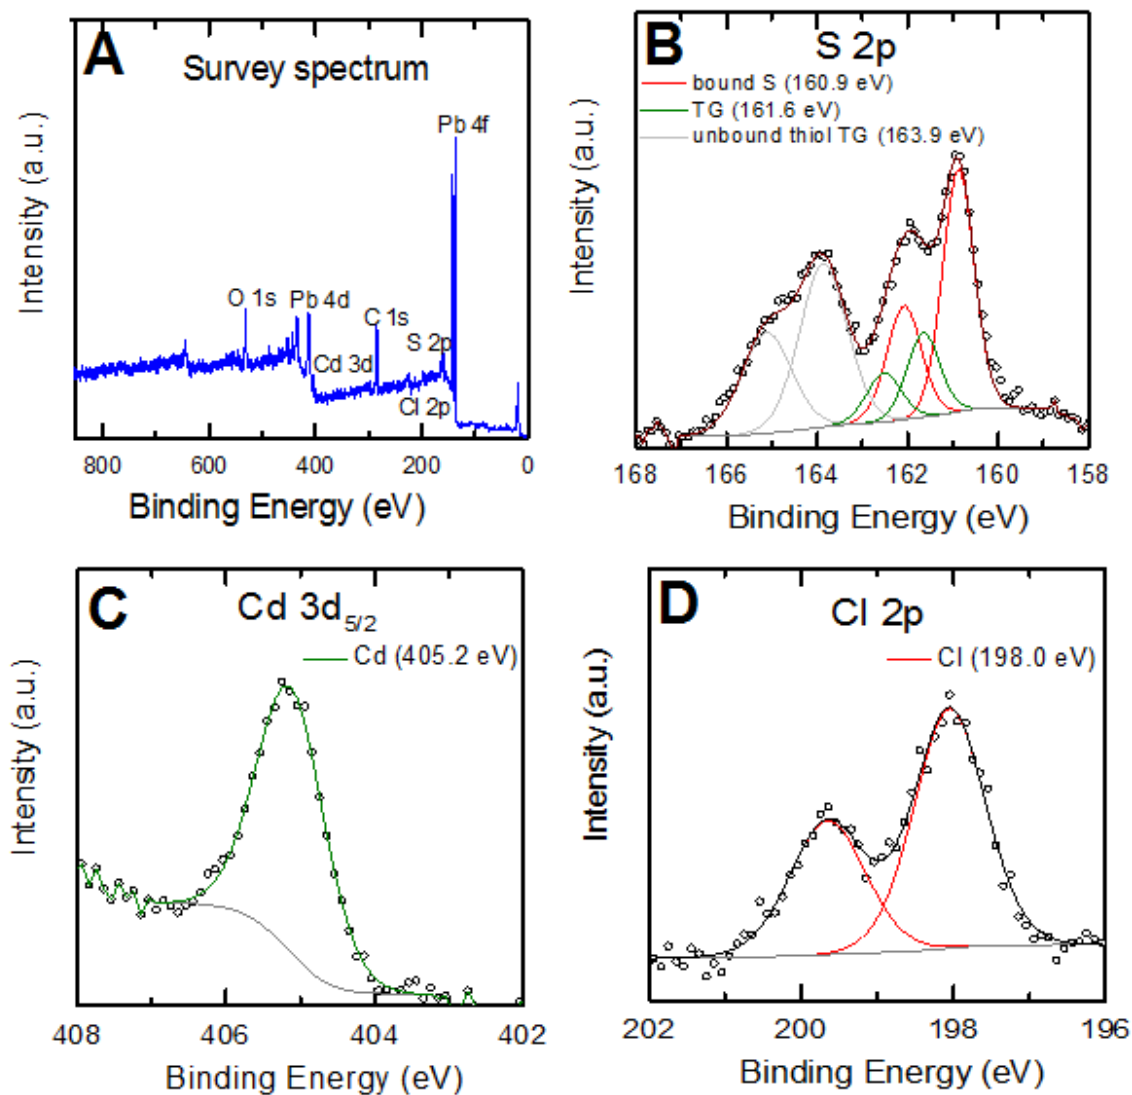 A
Survey spectrum
Pb 4f
O 1s
Pb 4d
C 1s
S 2p
Cd 3d
Cl 2p
Intensity (a.u.)
800 600 400 200 0
Binding Energy (eV)
B
S 2p
bound S (160.9 eV)
TG (161.6 eV)
unbound thiol TG (163.9 eV)
Intensity (a.u.)
168 166 164 162 160 158
Binding Energy (eV)
C
Cd 3d5/2
Cd (405.2 eV)
Intensity (a.u.)
408 406 404 402
Binding Energy (eV)
D
Cl 2p
Cl (198.0 eV)
Intensity (a.u.)
202 200 198 196
Binding Energy (eV)